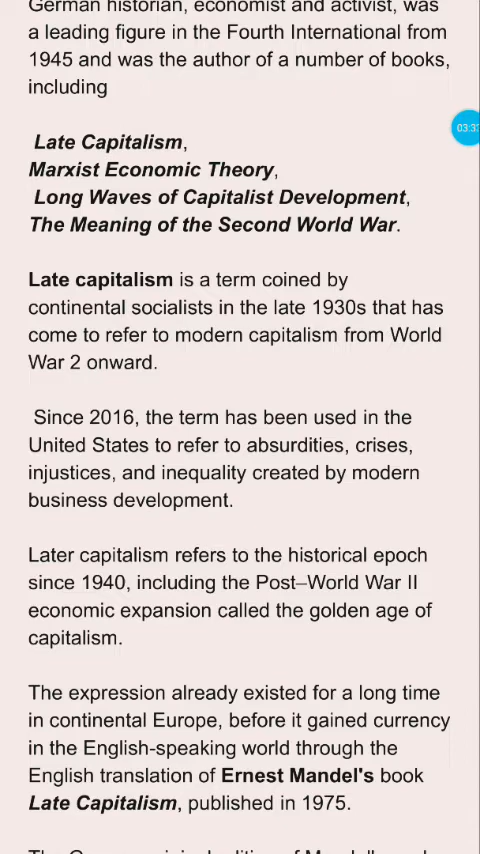 German historian, economist and activist, was
a leading figure in the Fourth International from
1945 and was the author of a number of books,
including
Late Capitalism,
Marxist Economic Theory,
Long Waves of Capitalist Development,
The Meaning of the Second World War.
Late capitalism is a term coined by
continental socialists in the late 1930s that has
come to refer to modern capitalism from World
War 2 onward.
Since 2016, the term has been used in the
United States to refer to absurdities, crises,
injustices, and inequality created by modern
business development.
Later capitalism refers to the historical epoch
since 1940, including the Post–World War II
economic expansion called the golden age of
capitalism.
The expression already existed for a long time
in continental Europe, before it gained currency
in the English-speaking world through the
English translation of Ernest Mandel's book
Late Capitalism, published in 1975.